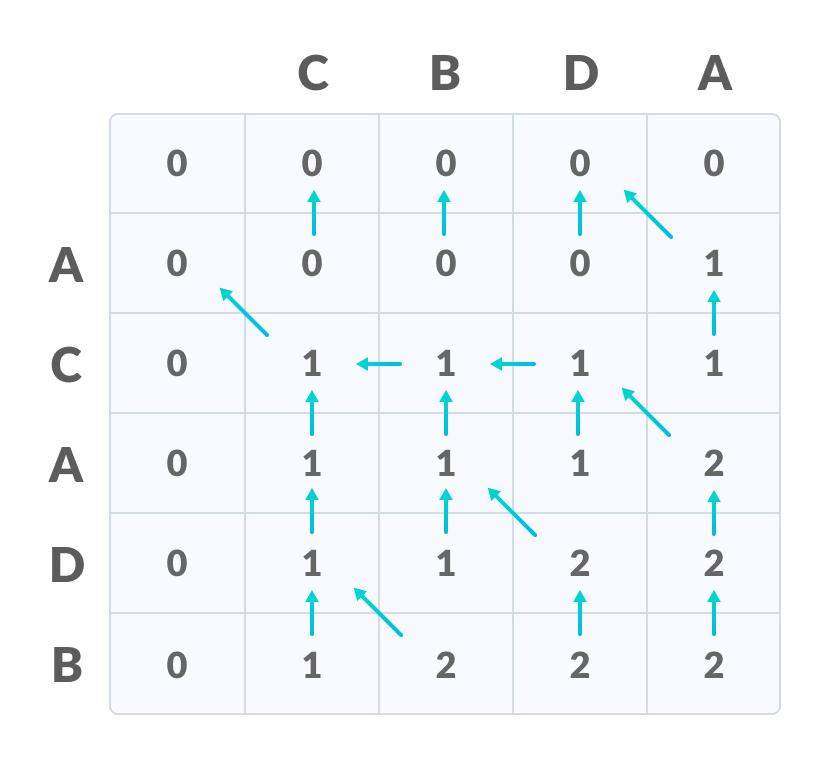 C B D A
0 0 0 0 0
A 0 0 0 0 1
C 0 1 1 1 1
A 0 1 1 1 2
D 0 1 1 2 2
B 0 1 2 2 2